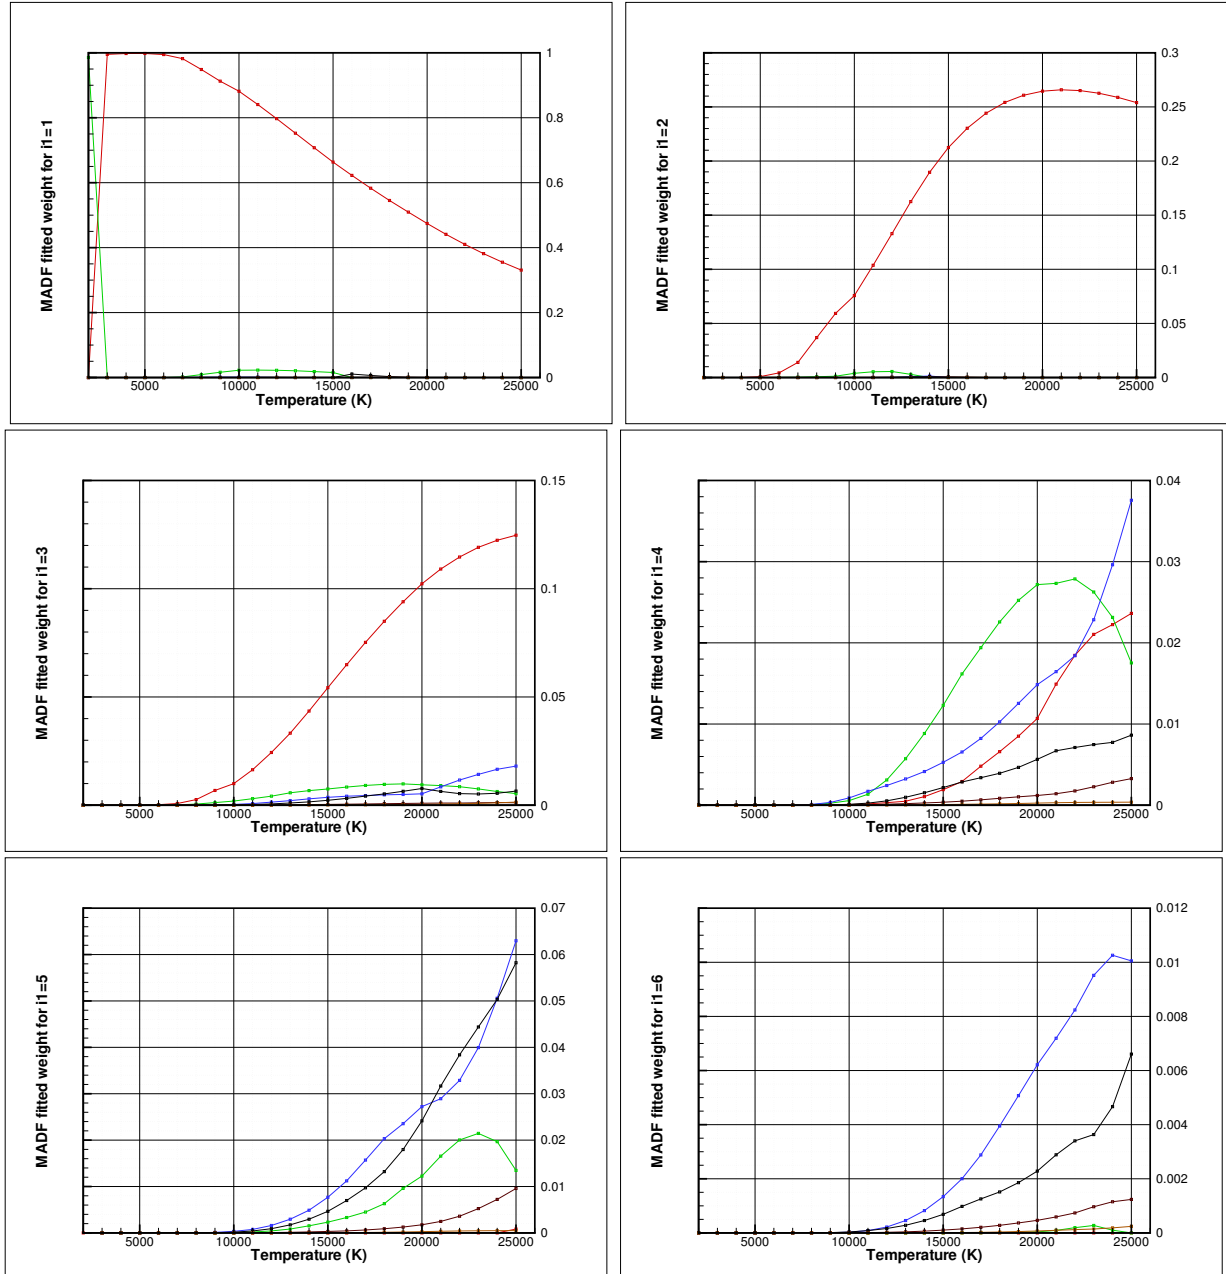 MADF fitted weight for i1=1
1
0.8
0.6
0.4
0.2
0
5000 10000 15000 20000 25000
Temperature (K)
MADF fitted weight for i1=2
0.3
0.25
0.2
0.15
0.1
0.05
0
5000 10000 15000 20000 25000
Temperature (K)
MADF fitted weight for i1=3
0.15
0.1
0.05
0
5000 10000 15000 20000 25000
Temperature (K)
MADF fitted weight for i1=4
0.04
0.03
0.02
0.01
0
5000 10000 15000 20000 25000
Temperature (K)
MADF fitted weight for i1=5
0.07
0.06
0.05
0.04
0.03
0.02
0.01
0
5000 10000 15000 20000 25000
Temperature (K)
MADF fitted weight for i1=6
0.012
0.01
0.008
0.006
0.004
0.002
0
5000 10000 15000 20000 25000
Temperature (K)